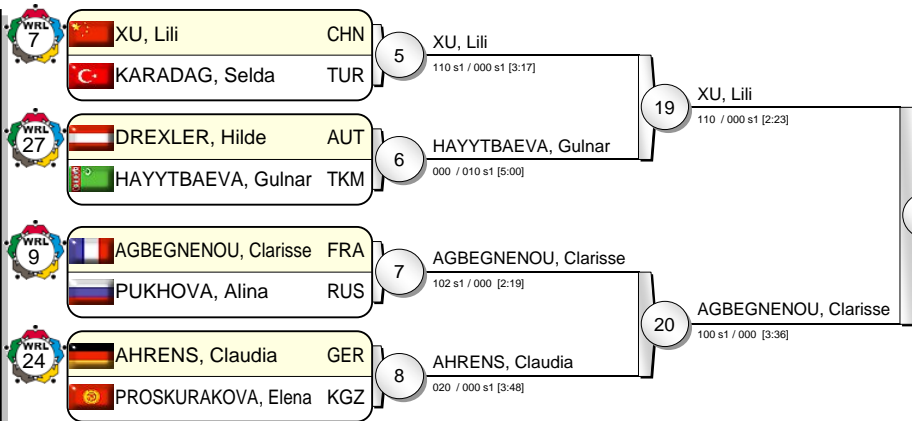 WRL
7
XU, Lili CHN
KARADAG, Selda TUR
5
XU, Lili
110 s1 / 000 s1 [3:17]
WRL
27
DREXLER, Hilde AUT
HAYYTBAEVA, Gulnar TKM
6
HAYYTBAEVA, Gulnar
000 / 010 s1 [5:00]
19
XU, Lili
110 / 000 s1 [2:23]
WRL
9
AGBEGNENOU, Clarisse FRA
PUKHOVA, Alina RUS
7
AGBEGNENOU, Clarisse
102 s1 / 000 [2:19]
WRL
24
AHRENS, Claudia GER
PROSKURAKOVA, Elena KGZ
8
AHRENS, Claudia
020 / 000 s1 [3:48]
20
AGBEGNENOU, Clarisse
100 s1 / 000 [3:36]